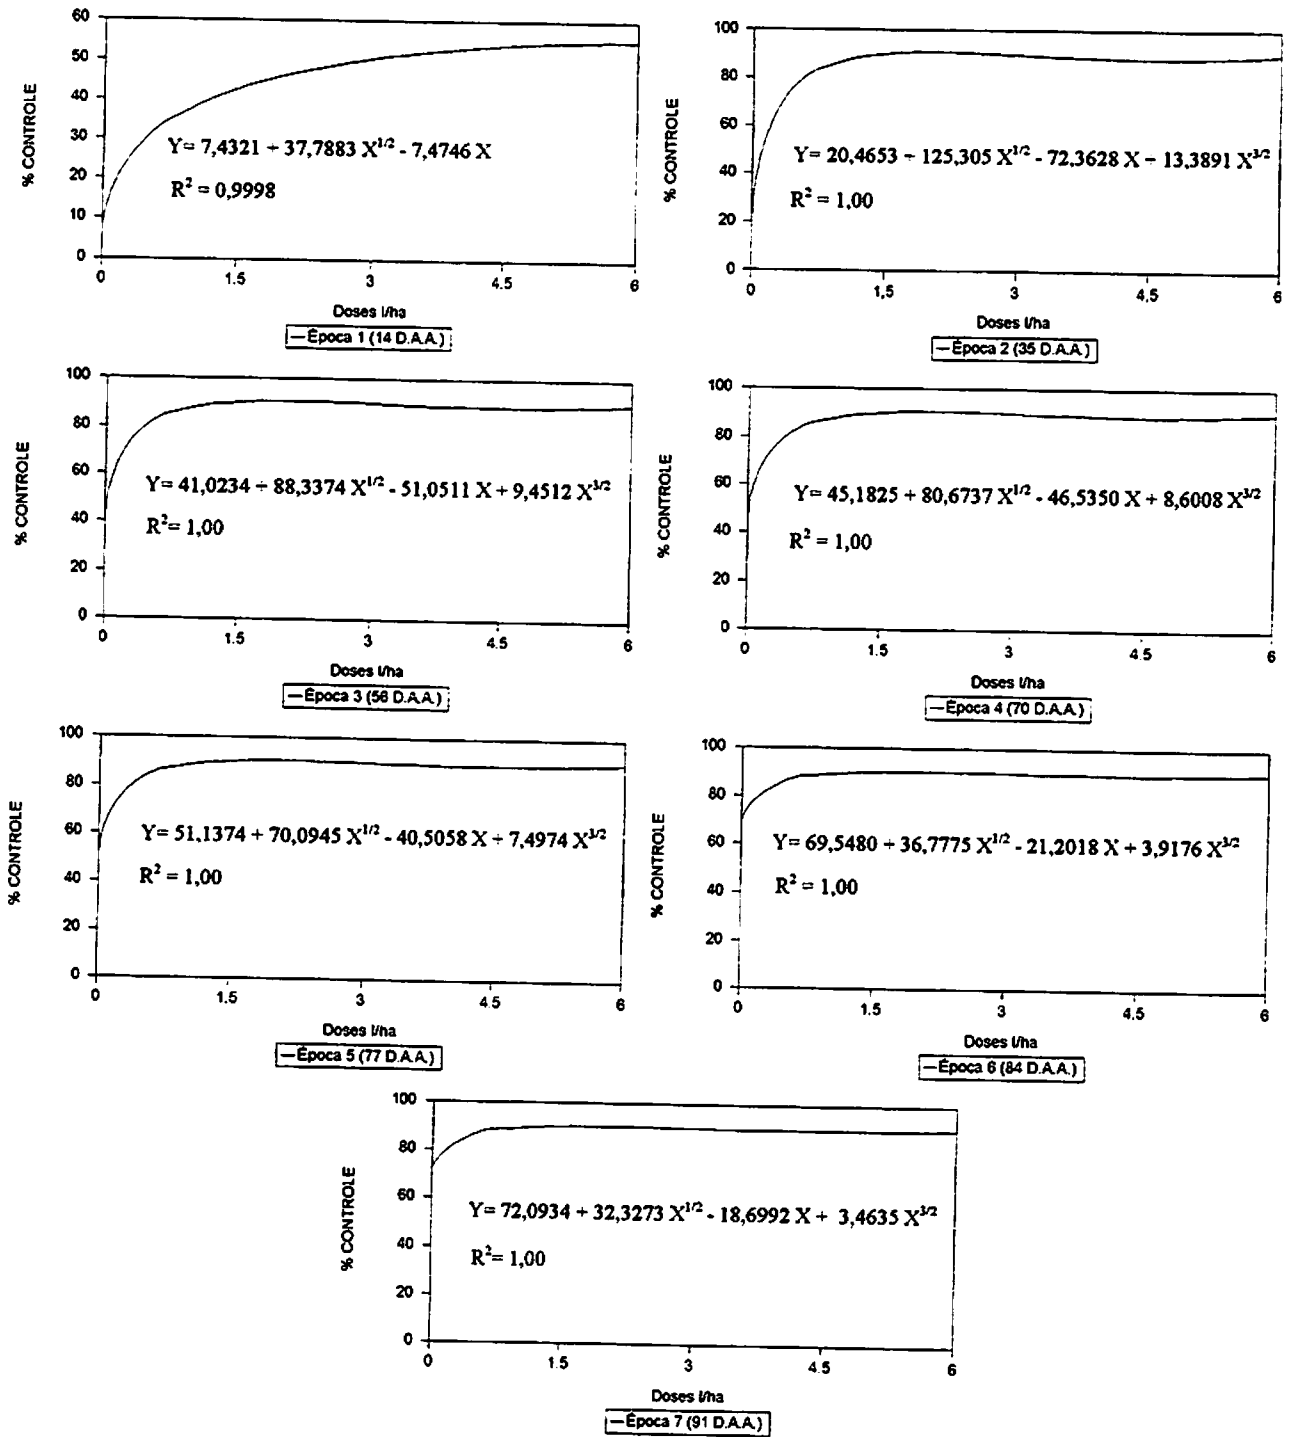 60
50
40
30
20
10
0
% CONTROLE
Y= 7,4321 + 37,7883 X^1/2 - 7,4746 X
R^2 = 0,9998
0 1.5 3 4.5 6
Doses l/ha
Época 1 (14 D.A.A.)
100
80
60
40
20
0
% CONTROLE
Y= 20,4653 + 125,305 X^1/2 - 72,3628 X + 13,3891 X^3/2
R^2 = 1,00
0 1,5 3 4,5 6
Doses l/ha
Época 2 (35 D.A.A.)
100
80
60
40
20
0
% CONTROLE
Y= 41,0234 + 88,3374 X^1/2 - 51,0511 X + 9,4512 X^3/2
R^2= 1,00
0 1.5 3 4.5 6
Doses l/ha
Época 3 (56 D.A.A.)
100
80
60
40
20
0
% CONTROLE
Y= 45,1825 + 80,6737 X^1/2 - 46,5350 X + 8,6008 X^3/2
R^2 = 1,00
0 1.5 3 4.5 6
Doses l/ha
Época 4 (70 D.A.A.)
100
80
60
40
20
0
% CONTROLE
Y= 51,1374 + 70,0945 X^1/2 - 40,5058 X + 7,4974 X^3/2
R^2 = 1,00
0 1.5 3 4.5 6
Doses l/ha
Época 5 (77 D.A.A.)
100
80
60
40
20
0
% CONTROLE
Y= 69,5480 + 36,7775 X^1/2 - 21,2018 X + 3,9176 X^3/2
R^2 = 1,00
0 1.5 3 4.5 6
Doses l/ha
Época 6 (84 D.A.A.)
100
80
60
40
20
0
% CONTROLE
Y= 72,0934 + 32,3273 X^1/2 - 18,6992 X + 3,4635 X^3/2
R^2= 1,00
0 1.5 3 4.5 6
Doses l/ha
Época 7 (91 D.A.A.)